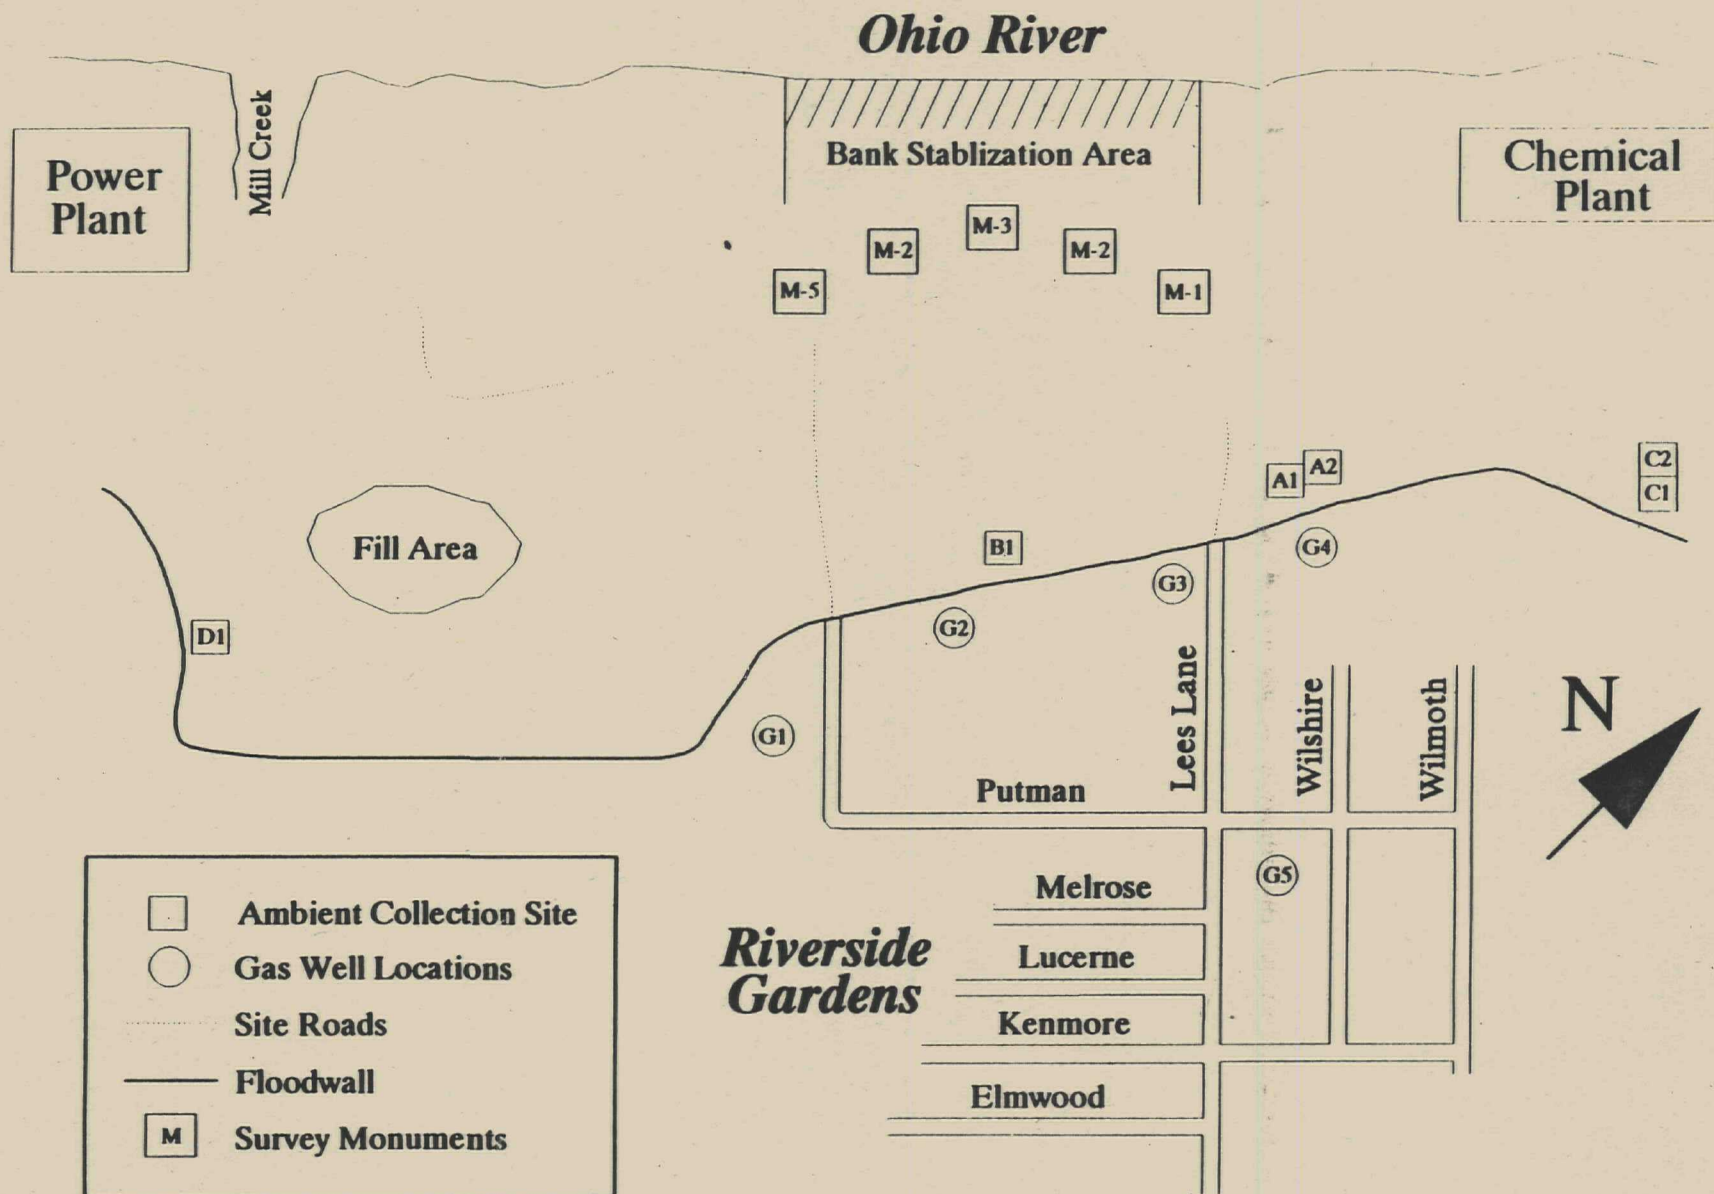 Ohio River
Mill Creek
Power
Plant
Bank Stablization Area
Chemical
Plant
M-5
M-2
M-3
M-2
M-1
A1
A2
C2
C1
Fill Area
B1
G4
G3
D1
G2
G1
Lees Lane
Wilshire
Wilmoth
N
Putman
G5
Melrose
Riverside
Gardens
Lucerne
Kenmore
Elmwood
Ambient Collection Site
Gas Well Locations
Site Roads
Floodwall
M Survey Monuments